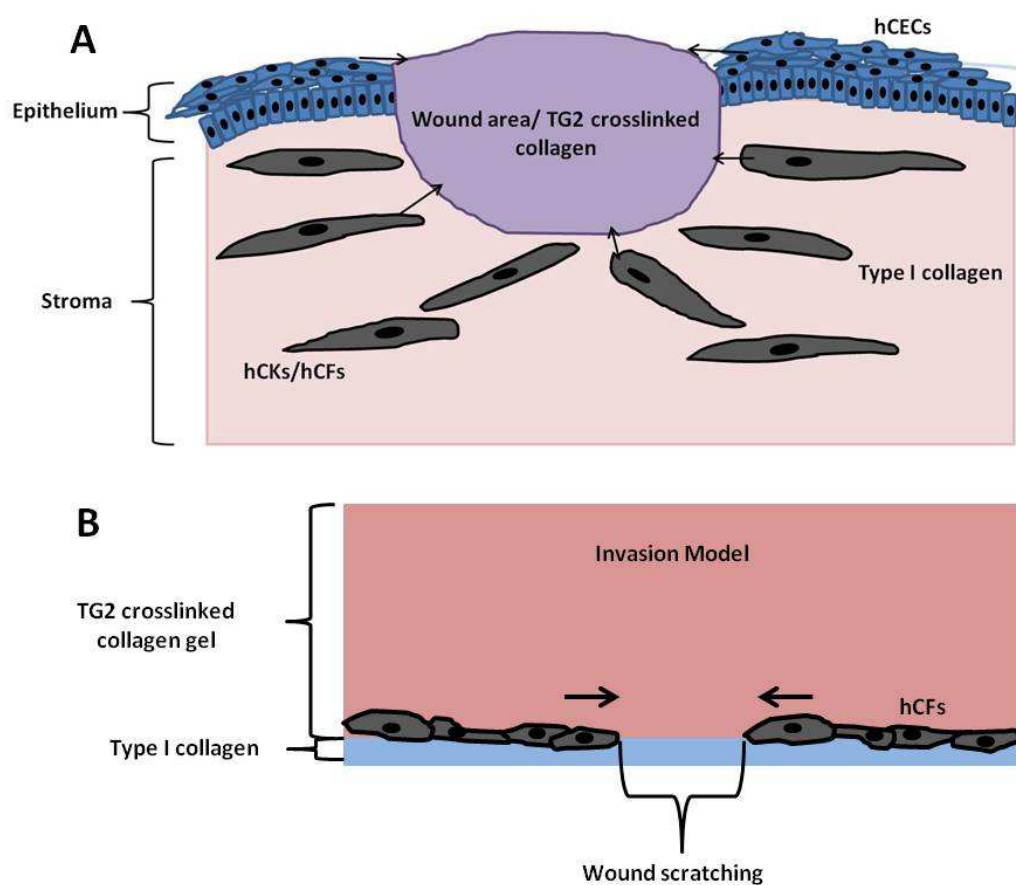 A
hCECs
Epithelium
Wound area/ TG2 crosslinked
collagen
Stroma
Type I collagen
hCKs/hCFs
B
Invasion Model
TG2 crosslinked
collagen gel
hCFs
Type I collagen
Wound scratching